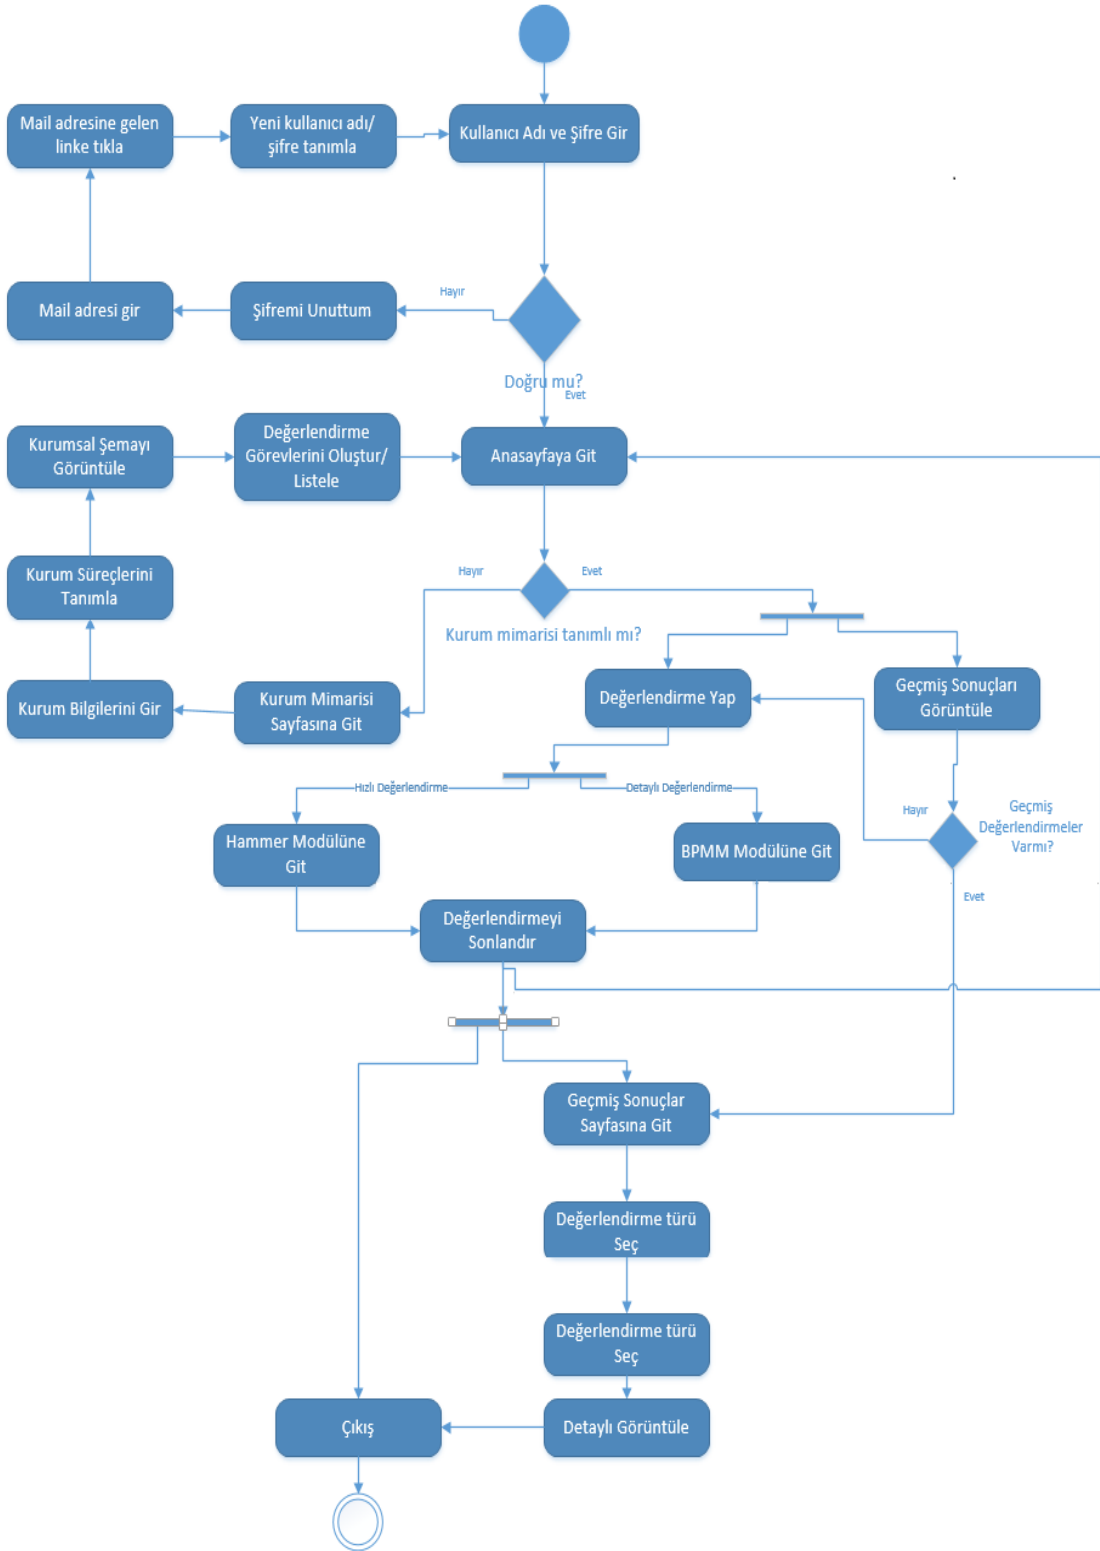 Mail adresine gelen
linke tıkla
Yeni kullanıcı adı/
şifre tanımla
Kullanıcı Adı ve Şifre Gir
Mail adresi gir
Şifremi Unuttum
Hayır
Doğru mu?
Evet
Kurumsal Şemayı
Görüntüle
Değerlendirme
Görevlerini Oluştur/
Listele
Anasayfaya Git
Kurum Süreçlerini
Tanımla
Hayır
Evet
Kurum mimarisi tanımlı mı?
Kurum Bilgilerini Gir
Kurum Mimarisi
Sayfasına Git
Değerlendirme Yap
Geçmiş Sonuçları
Görüntüle
Hızlı Değerlendirme
Detaylı Değerlendirme
Hayır
Geçmiş
Değerlendirmeler
Varmı?
Hammer Modülüne
Git
BPMM Modülüne Git
Evet
Değerlendirmeyi
Sonlandır
Geçmiş Sonuçlar
Sayfasına Git
Değerlendirme türü
Seç
Değerlendirme türü
Seç
Çıkış
Detaylı Görüntüle